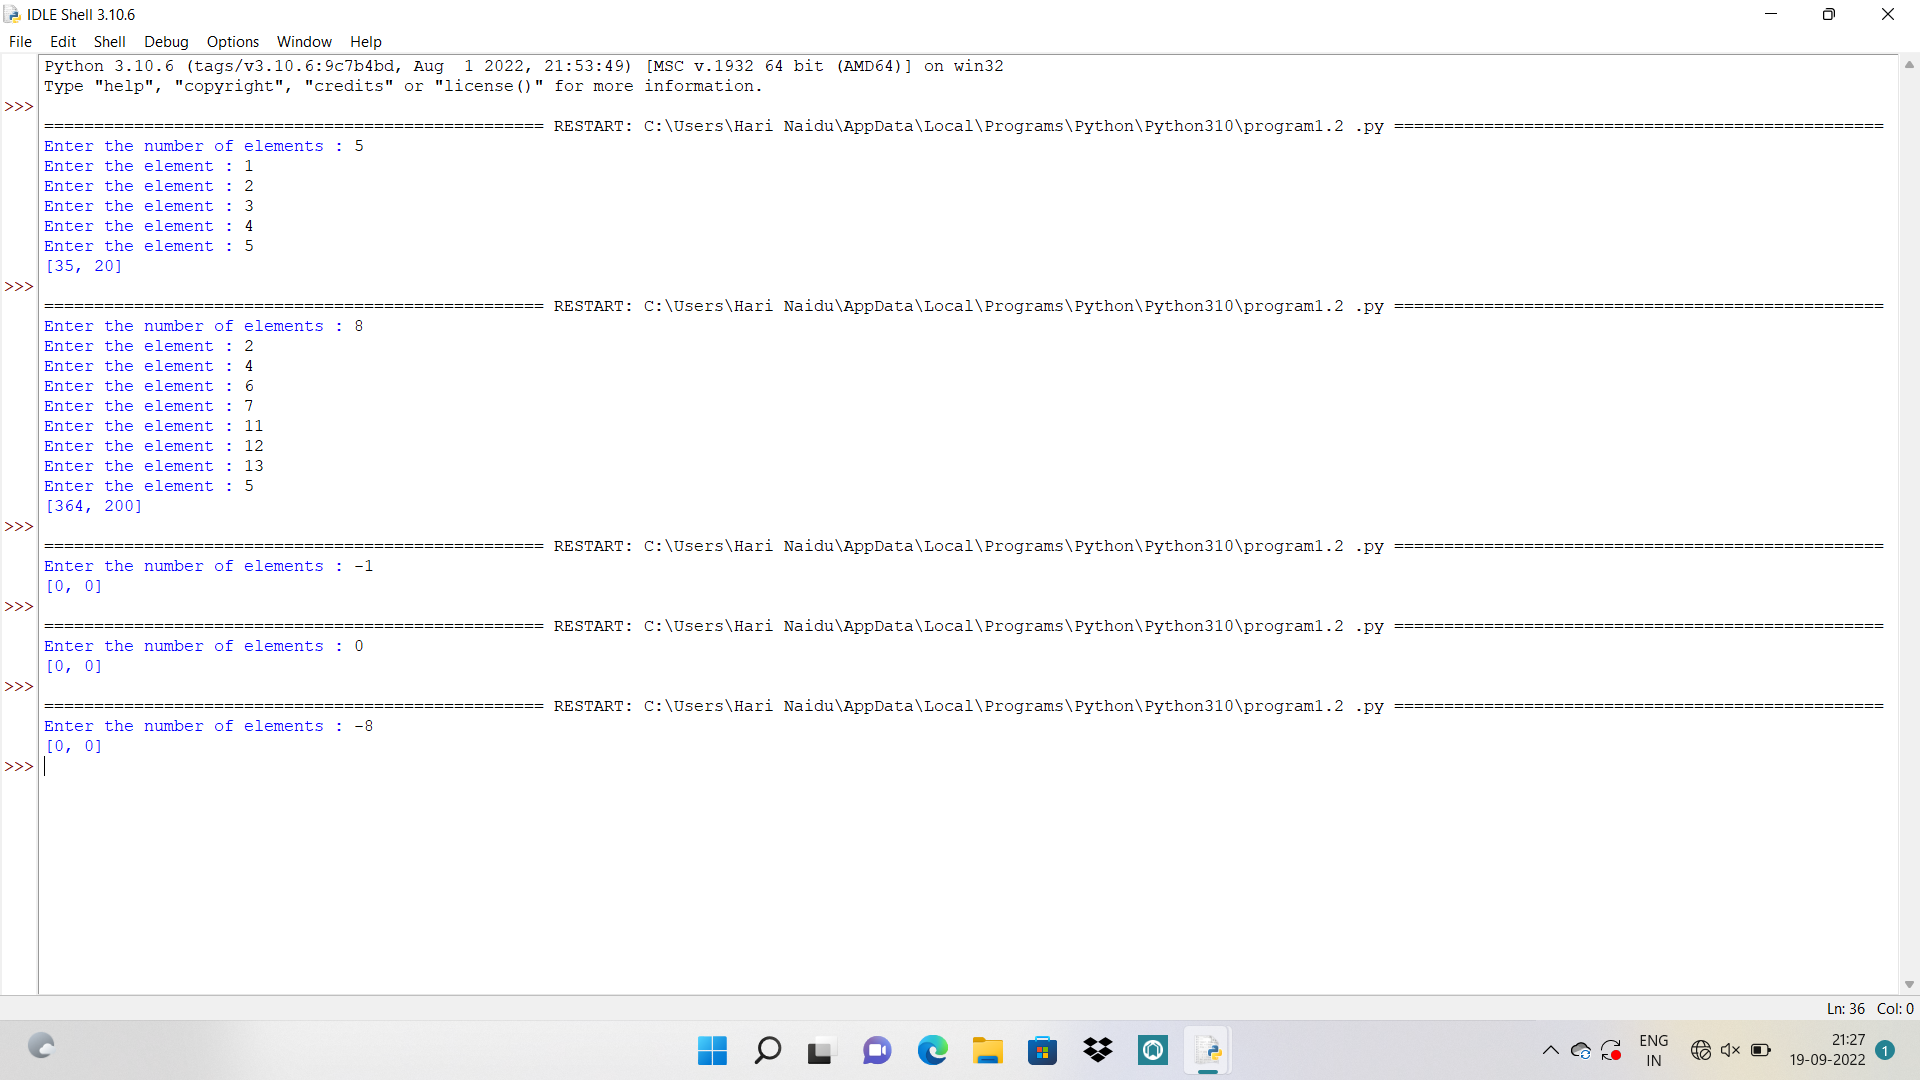 IDLE Shell 3.10.6
File Edit Shell Debug Options Window Help
Python 3.10.6 (tags/v3.10.6:9c7b4bd, Aug  1 2022, 21:53:49) [MSC v.1932 64 bit (AMD64)] on win32
Type "help", "copyright", "credits" or "license()" for more information.
>>>
================================================== RESTART: C:\Users\Hari Naidu\AppData\Local\Programs\Python\Python310\program1.2 .py =================================================
Enter the number of elements : 5
Enter the element : 1
Enter the element : 2
Enter the element : 3
Enter the element : 4
Enter the element : 5
[35, 20]
>>>
================================================== RESTART: C:\Users\Hari Naidu\AppData\Local\Programs\Python\Python310\program1.2 .py =================================================
Enter the number of elements : 8
Enter the element : 2
Enter the element : 4
Enter the element : 6
Enter the element : 7
Enter the element : 11
Enter the element : 12
Enter the element : 13
Enter the element : 5
[364, 200]
>>>
================================================== RESTART: C:\Users\Hari Naidu\AppData\Local\Programs\Python\Python310\program1.2 .py =================================================
Enter the number of elements : -1
[0, 0]
>>>
================================================== RESTART: C:\Users\Hari Naidu\AppData\Local\Programs\Python\Python310\program1.2 .py =================================================
Enter the number of elements : 0
[0, 0]
>>>
================================================== RESTART: C:\Users\Hari Naidu\AppData\Local\Programs\Python\Python310\program1.2 .py =================================================
Enter the number of elements : -8
[0, 0]
>>>
Ln: 36 Col: 0
ENG
IN
21:27
19-09-2022
1